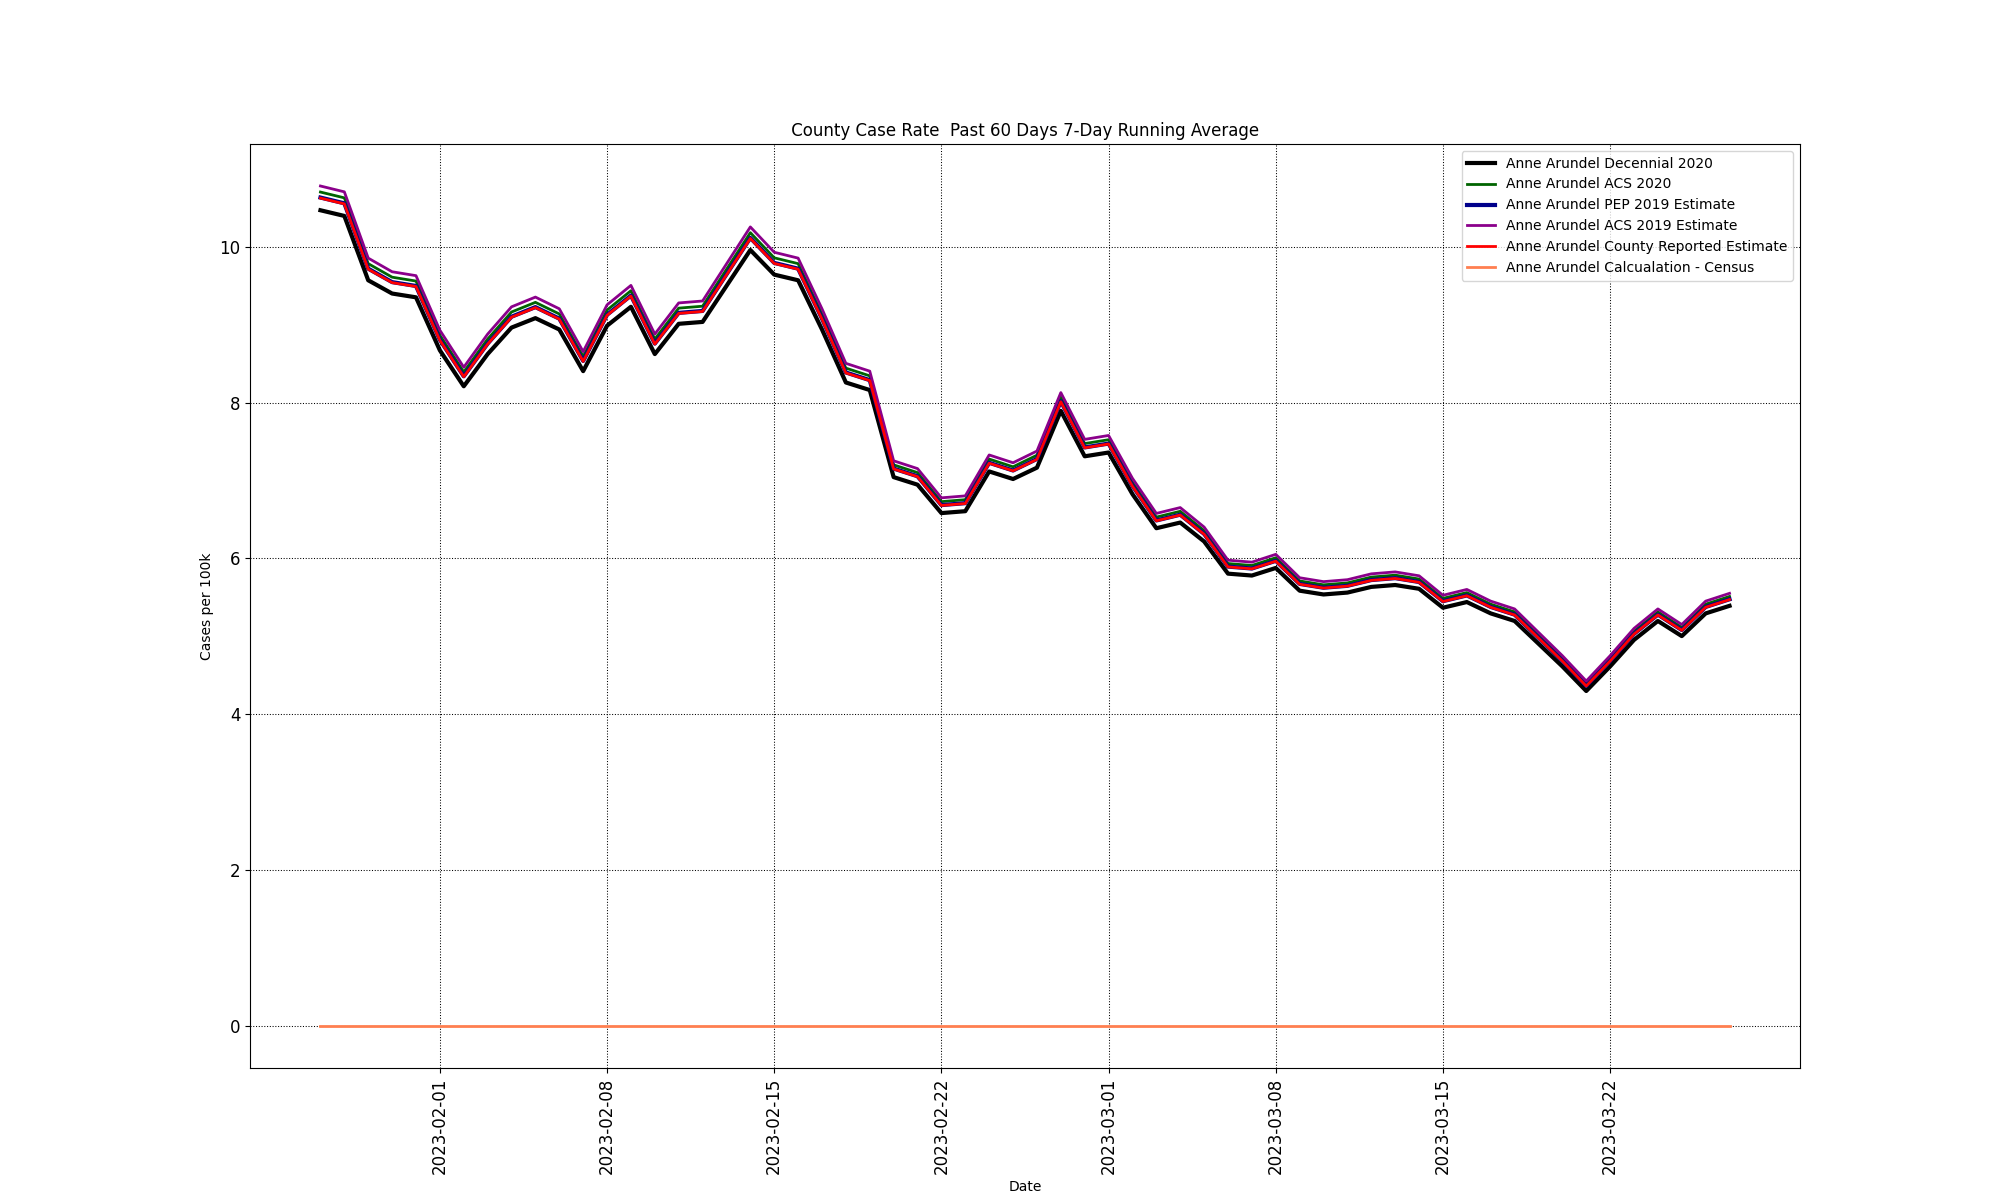 County Case Rate  Past 60 Days 7-Day Running Average
Anne Arundel Decennial 2020
Anne Arundel ACS 2020
Anne Arundel PEP 2019 Estimate
Anne Arundel ACS 2019 Estimate
Anne Arundel County Reported Estimate
Anne Arundel Calcualation - Census
Cases per 100k
10
8
6
4
2
0
2023-02-01
2023-02-08
2023-02-15
2023-02-22
2023-03-01
2023-03-08
2023-03-15
2023-03-22
Date